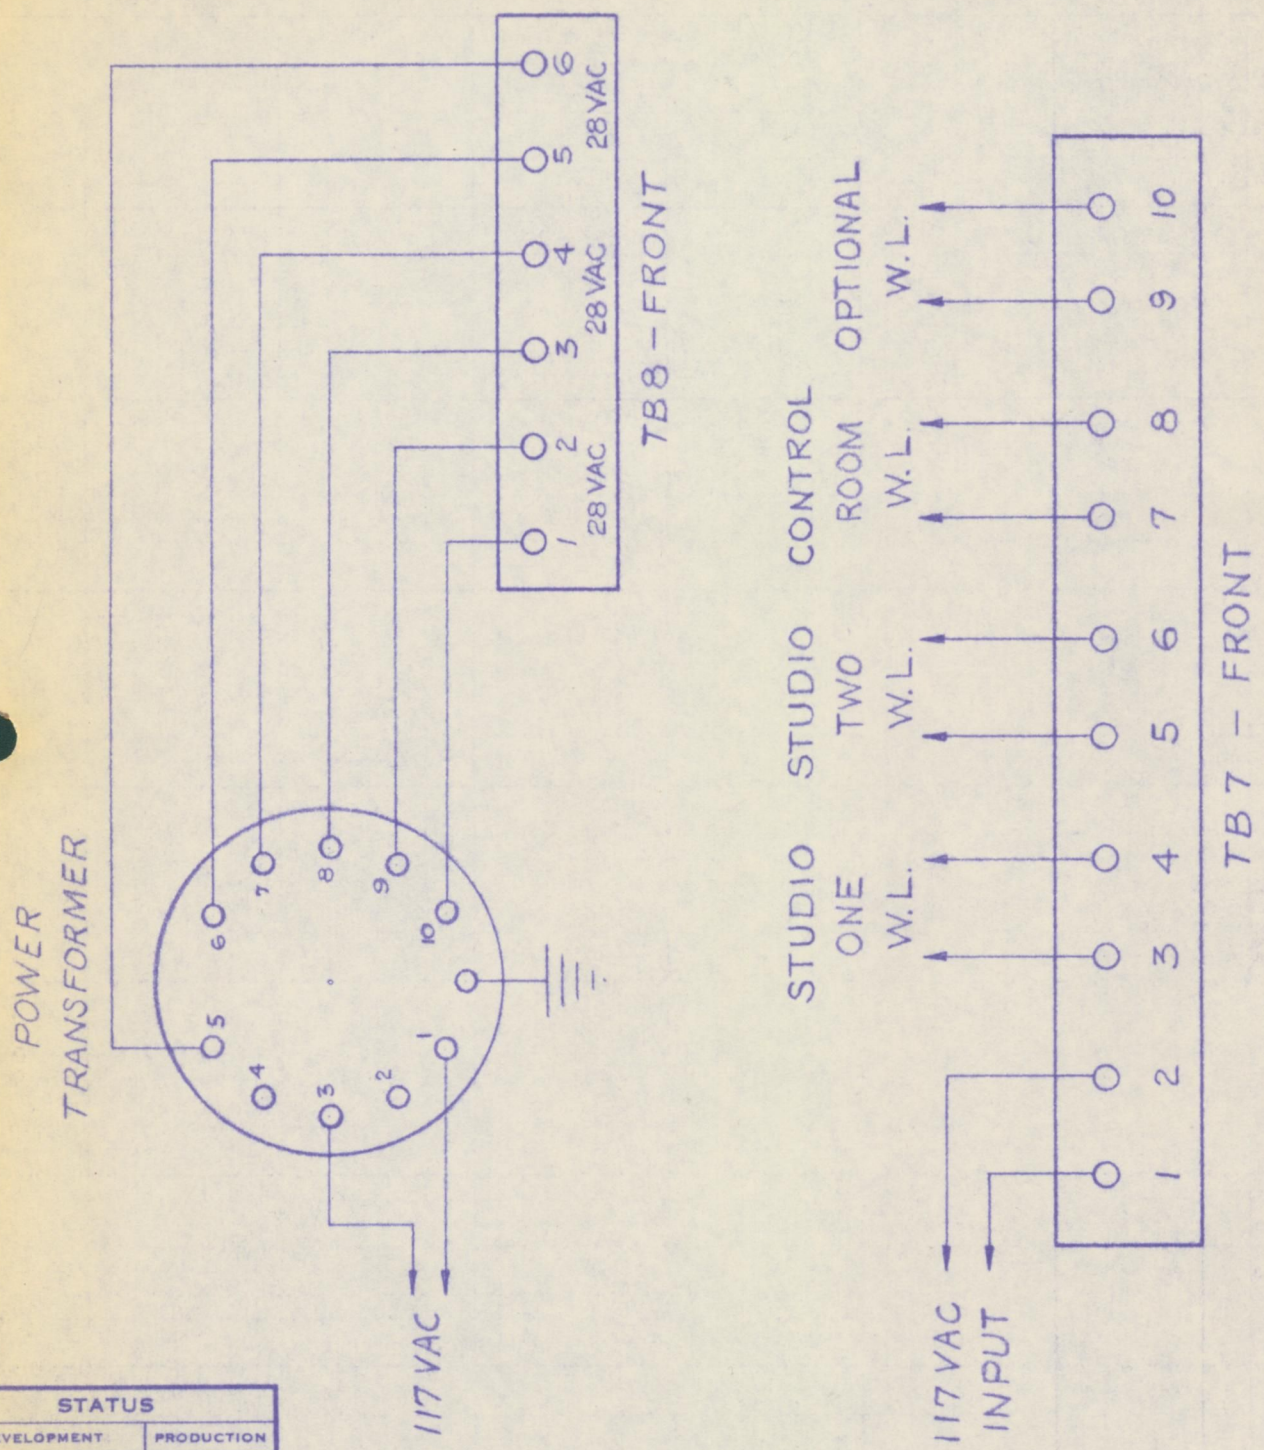 POWER
TRANSFORMER
1
2
3
4
5
6
7
8
9
10
117 VAC
1 2 3 4 5 6
28 VAC 28 VAC 28 VAC
TB8 - FRONT
117 VAC
INPUT
STUDIO
ONE
W.L.
STUDIO
TWO
W.L.
CONTROL
ROOM
W.L.
OPTIONAL
W.L.
1 2 3 4 5 6 7 8 9 10
TB7 - FRONT
STATUS
VELOPMENT PRODUCTION